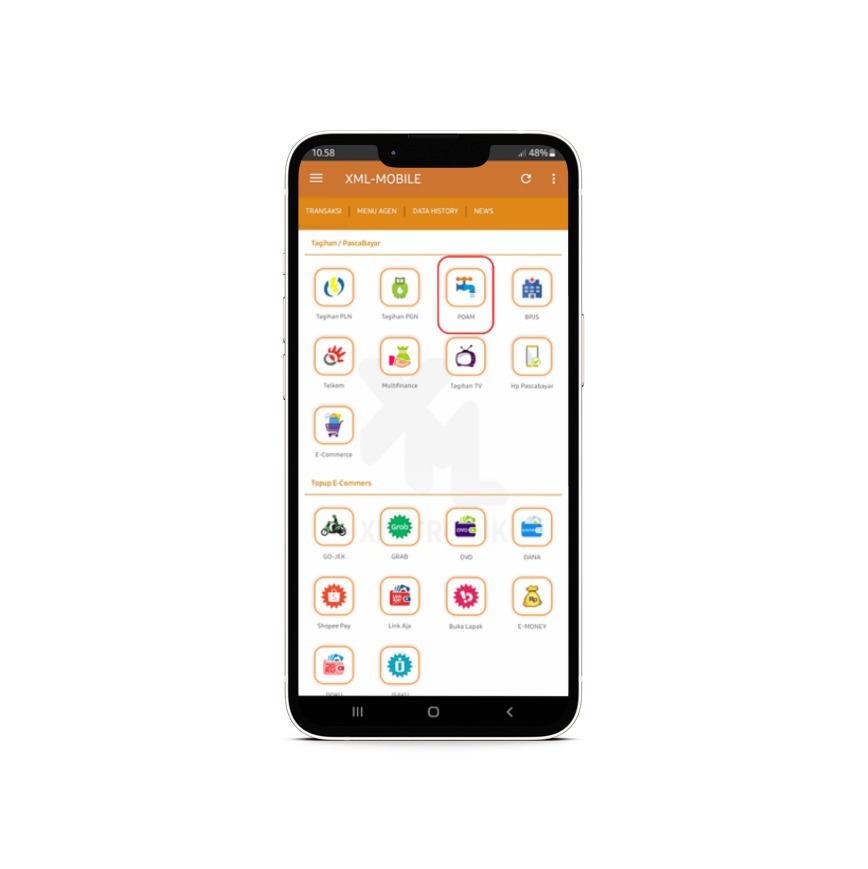 10.58 48%
XML-MOBILE
TRANSAKSI | MENU AGEN | DATA HISTORY | NEWS
Tagihan / PascaBayar
Tagihan PLN Tagihan PGN PDAM BPJS
Telkom Multifinance Tagihan TV Hp Pascabayar
E-Commerce
Topup E-Commers
Grab OVO
GO-JEK GRAB OVO DANA
Rp
Shopee Pay Link Aja Buka Lapak E-MONEY